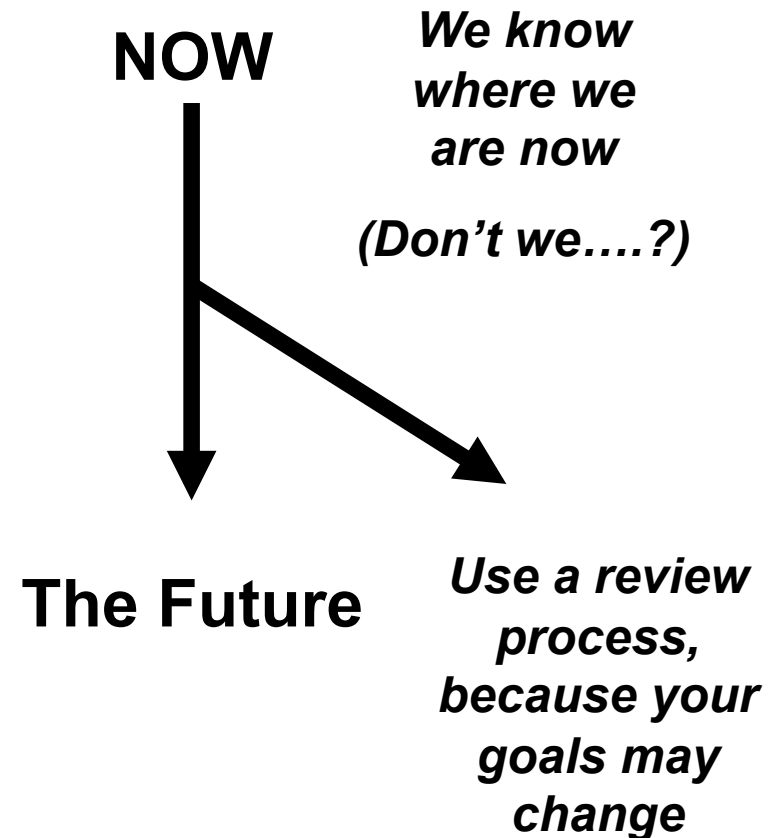 NOW
We know
where we
are now
(Don’t we….?)
The Future
Use a review
process,
because your
goals may
change